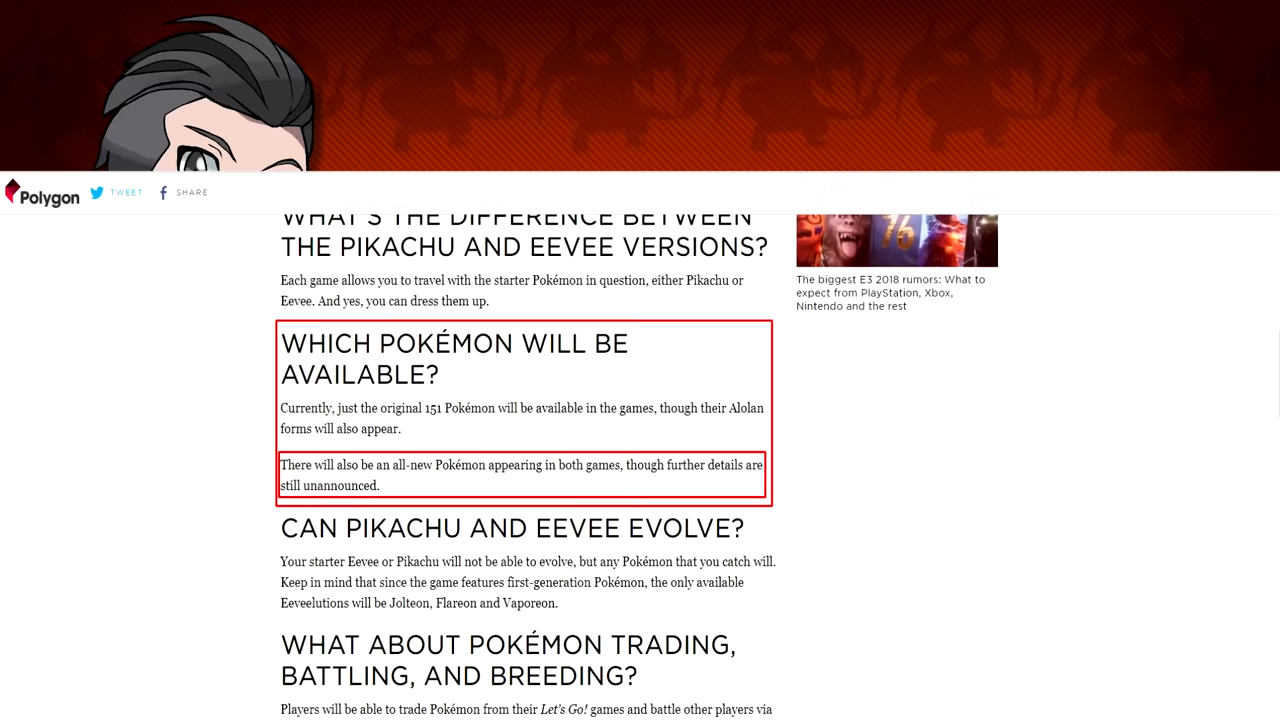 Polygon
TWEET
SHARE
WHAT'S THE DIFFERENCE BETWEEN
THE PIKACHU AND EEVEE VERSIONS?
Each game allows you to travel with the starter Pokémon in question, either Pikachu or
Eevee. And yes, you can dress them up.
WHICH POKÉMON WILL BE
AVAILABLE?
Currently, just the original 151 Pokémon will be available in the games, though their Alolan
forms will also appear.
There will also be an all-new Pokémon appearing in both games, though further details are
still unannounced.
CAN PIKACHU AND EEVEE EVOLVE?
Your starter Eevee or Pikachu will not be able to evolve, but any Pokémon that you catch will.
Keep in mind that since the game features first-generation Pokémon, the only available
Eeveelutions will be Jolteon, Flareon and Vaporeon.
WHAT ABOUT POKÉMON TRADING,
BATTLING, AND BREEDING?
Players will be able to trade Pokémon from their Let's Go! games and battle other players via
16
The biggest E3 2018 rumors: What to
expect from PlayStation, Xbox,
Nintendo and the rest